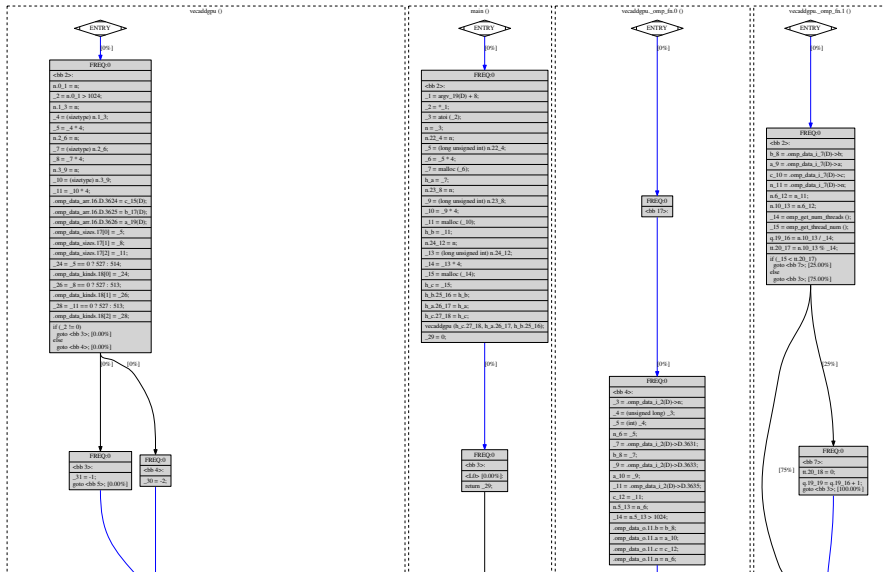 vecaddgpu ()
ENTRY
[0%]
FREQ:0
<bb 2>:
n.0_1 = n;
_2 = n.0_1 > 1024;
n.1_3 = n;
_4 = (sizetype) n.1_3;
_5 = _4 * 4;
n.2_6 = n;
_7 = (sizetype) n.2_6;
_8 = _7 * 4;
n.3_9 = n;
_10 = (sizetype) n.3_9;
_11 = _10 * 4;
.omp_data_arr.16.D.3624 = c_15(D);
.omp_data_arr.16.D.3625 = b_17(D);
.omp_data_arr.16.D.3626 = a_19(D);
.omp_data_sizes.17[0] = _5;
.omp_data_sizes.17[1] = _8;
.omp_data_sizes.17[2] = _11;
_24 = _5 == 0 ? 527 : 514;
.omp_data_kinds.18[0] = _24;
_26 = _8 == 0 ? 527 : 513;
.omp_data_kinds.18[1] = _26;
_28 = _11 == 0 ? 527 : 513;
.omp_data_kinds.18[2] = _28;
if (_2 != 0)
goto <bb 3>; [0.00%]
else
goto <bb 4>; [0.00%]
[0%]
[0%]
FREQ:0
<bb 3>:
_31 = -1;
goto <bb 5>; [0.00%]
FREQ:0
<bb 4>:
_30 = -2;
main ()
ENTRY
[0%]
FREQ:0
<bb 2>:
_1 = argv_19(D) + 8;
_2 = *_1;
_3 = atoi (_2);
n = _3;
n.22_4 = n;
_5 = (long unsigned int) n.22_4;
_6 = _5 * 4;
_7 = malloc (_6);
h_a = _7;
n.23_8 = n;
_9 = (long unsigned int) n.23_8;
_10 = _9 * 4;
_11 = malloc (_10);
h_b = _11;
n.24_12 = n;
_13 = (long unsigned int) n.24_12;
_14 = _13 * 4;
_15 = malloc (_14);
h_c = _15;
h_b.25_16 = h_b;
h_a.26_17 = h_a;
h_c.27_18 = h_c;
vecaddgpu (h_c.27_18, h_a.26_17, h_b.25_16);
_29 = 0;
[0%]
FREQ:0
<bb 3>:
<L0> [0.00%]:
return _29;
vecaddgpu._omp_fn.0 ()
ENTRY
[0%]
FREQ:0
<bb 17>:
[0%]
FREQ:0
<bb 4>:
_3 = .omp_data_i_2(D)->n;
_4 = (unsigned long) _3;
_5 = (int) _4;
n_6 = _5;
_7 = .omp_data_i_2(D)->D.3631;
b_8 = _7;
_9 = .omp_data_i_2(D)->D.3633;
a_10 = _9;
_11 = .omp_data_i_2(D)->D.3635;
c_12 = _11;
n.5_13 = n_6;
_14 = n.5_13 > 1024;
.omp_data_o.11.b = b_8;
.omp_data_o.11.a = a_10;
.omp_data_o.11.c = c_12;
.omp_data_o.11.n = n_6;
vecaddgpu._omp_fn.1 ()
ENTRY
[0%]
FREQ:0
<bb 2>:
b_8 = .omp_data_i_7(D)->b;
a_9 = .omp_data_i_7(D)->a;
c_10 = .omp_data_i_7(D)->c;
n_11 = .omp_data_i_7(D)->n;
n.6_12 = n_11;
n.10_13 = n.6_12;
_14 = omp_get_num_threads ();
_15 = omp_get_thread_num ();
q.19_16 = n.10_13 / _14;
tt.20_17 = n.10_13 % _14;
if (_15 < tt.20_17)
goto <bb 7>; [25.00%]
else
goto <bb 3>; [75.00%]
[25%]
[75%]
FREQ:0
<bb 7>:
tt.20_18 = 0;
q.19_19 = q.19_16 + 1;
goto <bb 3>; [100.00%]